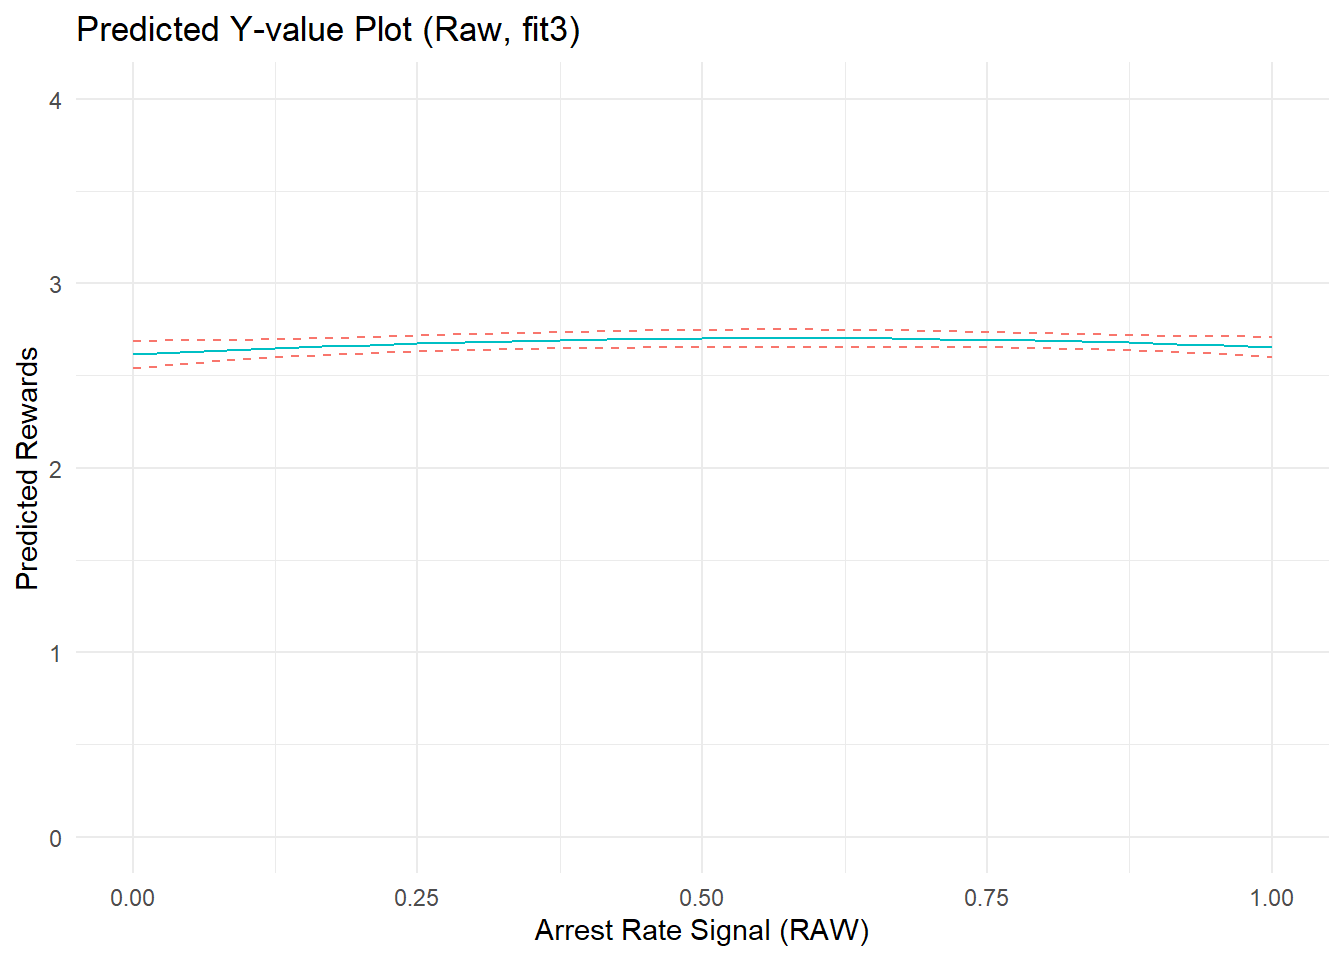 Predicted Y-value Plot (Raw, fit3)
4
3
2
1
0
Predicted Rewards
0.00 0.25 0.50 0.75 1.00
Arrest Rate Signal (RAW)